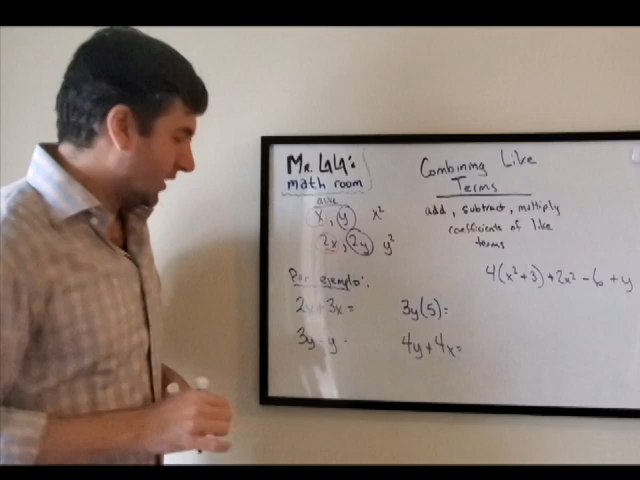 Mr. LaLa's
math room
Combining Like
Terms
add, subtract, multiply
coefficients of like
terms
x, y x²
2x, 2y y²
Por ejemplo:
2x+3x=
3y-y=
3y(5)=
4y+4x=
4(x²+3)+2x²-6+y